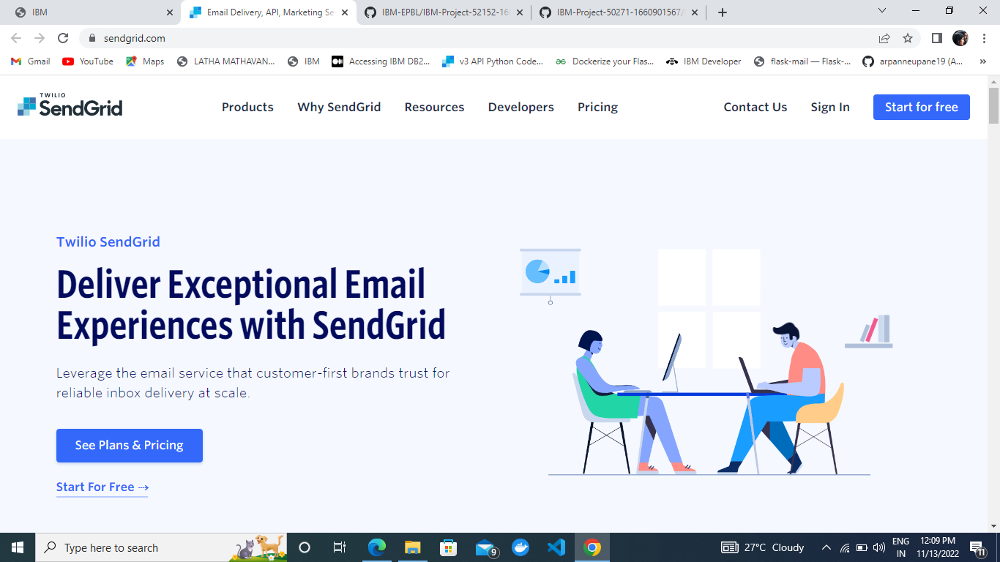 IBM
Email Delivery, API, Marketing Se
IBM-EPBL/IBM-Project-52152-16
IBM-Project-50271-1660901567/
sendgrid.com
Gmail
YouTube
Maps
LATHA MATHAVAN...
IBM
Accessing IBM DB2...
v3 API Python Code...
Dockerize your Flas...
IBM Developer
flask-mail — Flask-...
arpanneupane19 (A...
»
TWILIO
SendGrid
Products
Why SendGrid
Resources
Developers
Pricing
Contact Us
Sign In
Start for free
Twilio SendGrid
Deliver Exceptional Email
Experiences with SendGrid
Leverage the email service that customer-first brands trust for
reliable inbox delivery at scale.
See Plans & Pricing
Start For Free
Type here to search
9
27°C Cloudy
ENG
IN
12:09 PM
11/13/2022
11